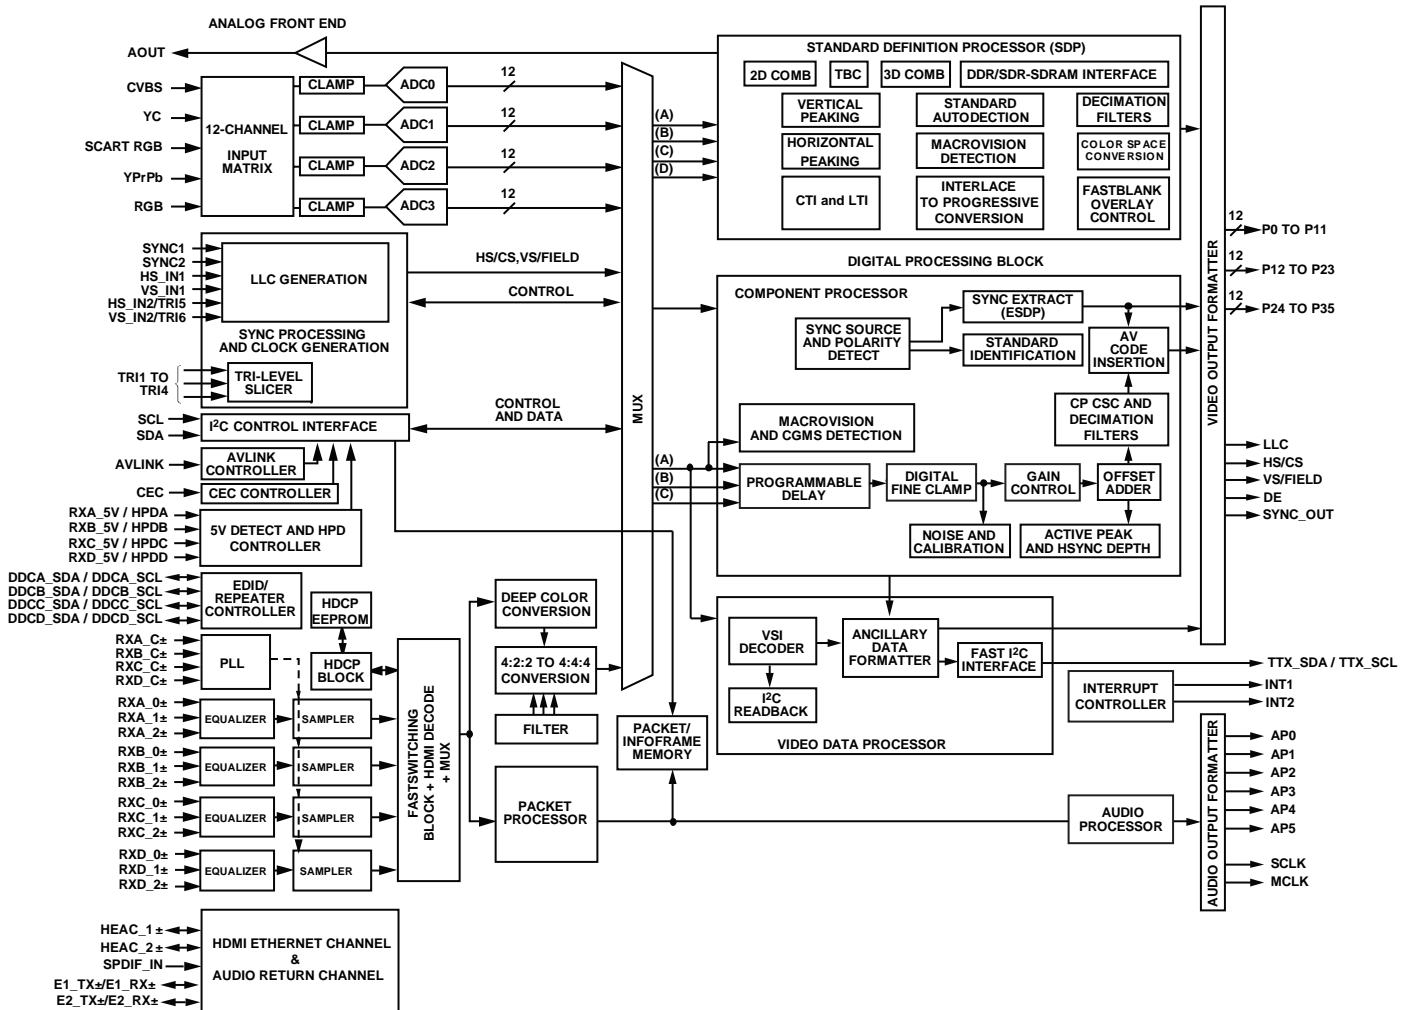 ANALOG FRONT END
AOUT
CVBS
YC
SCART RGB
YPrPb
RGB
12-CHANNEL
INPUT
MATRIX
CLAMP
ADC0
12
CLAMP
ADC1
12
CLAMP
ADC2
12
CLAMP
ADC3
12
MUX
(A)
(B)
(C)
(D)
STANDARD DEFINITION PROCESSOR (SDP)
2D COMB
TBC
3D COMB
DDR/SDR-SDRAM INTERFACE
VERTICAL
PEAKING
STANDARD
AUTODECTION
DECIMATION
FILTERS
HORIZONTAL
PEAKING
MACROVISION
DETECTION
COLOR SPACE
CONVERSION
CTI and LTI
INTERLACE
TO PROGRESSIVE
CONVERSION
FASTBLANK
OVERLAY
CONTROL
SYNC1
SYNC2
HS_IN1
VS_IN1
HS_IN2/TRI5
VS_IN2/TRI6
LLC GENERATION
SYNC PROCESSING
AND CLOCK GENERATION
TRI1 TO
TRI4
TRI-LEVEL
SLICER
HS/CS,VS/FIELD
CONTROL
CONTROL
AND DATA
SCL
SDA
I²C CONTROL INTERFACE
AVLINK
AVLINK
CONTROLLER
CEC
CEC CONTROLLER
RXA_5V / HPDA
RXB_5V / HPDB
RXC_5V / HPDC
RXD_5V / HPDD
5V DETECT AND HPD
CONTROLLER
DDCA_SDA / DDCA_SCL
DDCB_SDA / DDCB_SCL
DDCC_SDA / DDCC_SCL
DDCD_SDA / DDCD_SCL
EDID/
REPEATER
CONTROLLER
HDCP
EEPROM
HDCP
BLOCK
RXA_C±
RXB_C±
RXC_C±
RXD_C±
PLL
RXA_0±
RXA_1±
RXA_2±
EQUALIZER
SAMPLER
RXB_0±
RXB_1±
RXB_2±
EQUALIZER
SAMPLER
RXC_0±
RXC_1±
RXC_2±
EQUALIZER
SAMPLER
RXD_0±
RXD_1±
RXD_2±
EQUALIZER
SAMPLER
FASTSWITCHING
BLOCK + HDMI DECODE
+ MUX
DEEP COLOR
CONVERSION
4:2:2 TO 4:4:4
CONVERSION
FILTER
PACKET
PROCESSOR
PACKET/
INFOFRAME
MEMORY
DIGITAL PROCESSING BLOCK
COMPONENT PROCESSOR
SYNC SOURCE
AND POLARITY
DETECT
SYNC EXTRACT
(ESDP)
STANDARD
IDENTIFICATION
AV
CODE
INSERTION
MACROVISION
AND CGMS DETECTION
CP CSC AND
DECIMATION
FILTERS
(A)
(B)
(C)
PROGRAMMABLE
DELAY
DIGITAL
FINE CLAMP
GAIN
CONTROL
OFFSET
ADDER
NOISE AND
CALIBRATION
ACTIVE PEAK
AND HSYNC DEPTH
VSI
DECODER
ANCILLARY
DATA
FORMATTER
FAST I²C
INTERFACE
I²C
READBACK
VIDEO DATA PROCESSOR
VIDEO OUTPUT FORMATTER
12
P0 TO P11
12
P12 TO P23
12
P24 TO P35
LLC
HS/CS
VS/FIELD
DE
SYNC_OUT
TTX_SDA / TTX_SCL
INTERRUPT
CONTROLLER
INT1
INT2
AUDIO
PROCESSOR
AUDIO OUTPUT FORMATTER
AP0
AP1
AP2
AP3
AP4
AP5
SCLK
MCLK
HEAC_1±
HEAC_2±
SPDIF_IN
E1_TX±/E1_RX±
E2_TX±/E2_RX±
HDMI ETHERNET CHANNEL
&
AUDIO RETURN CHANNEL